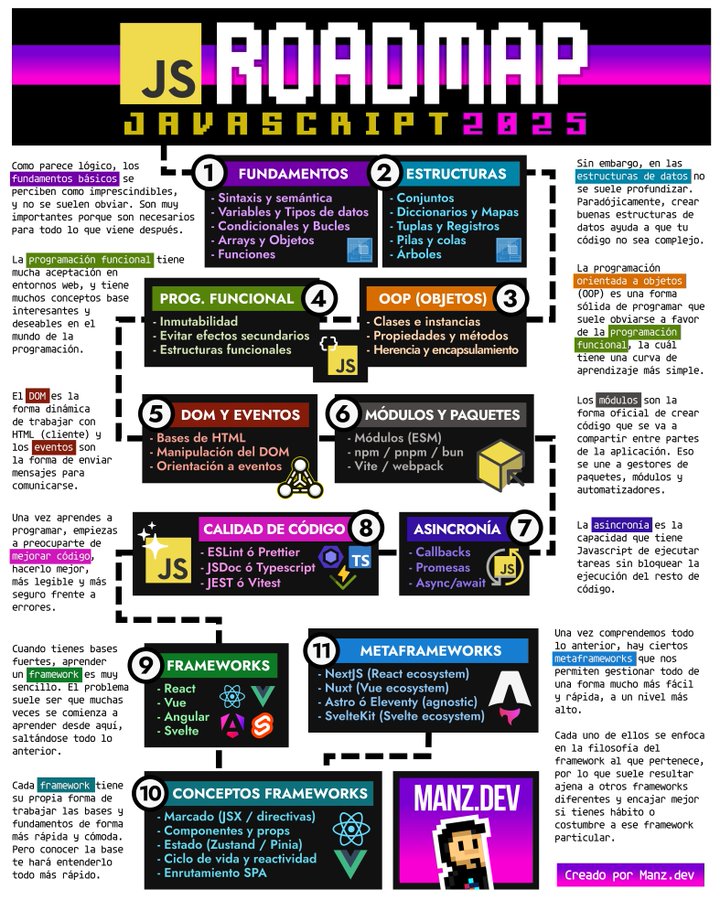 JS
ROADMAP
JAVASCRIPT 2025
Como parece lógico, los
fundamentos básicos se
perciben como imprescindibles,
y no se suelen obviar. Son muy
importantes porque son necesarios
para todo lo que viene después.
1 FUNDAMENTOS
- Sintaxis y semántica
- Variables y Tipos de datos
- Condicionales y Bucles
- Arrays y Objetos
- Funciones
2 ESTRUCTURAS
- Conjuntos
- Diccionarios y Mapas
- Tuplas y Registros
- Pilas y colas
- Árboles
Sin embargo, en las
estructuras de datos no
se suele profundizar.
Paradójicamente, crear
buenas estructuras de
datos ayuda a que tu
código no sea complejo.
La programación funcional tiene
mucha aceptación en
entornos web, y tiene
muchos conceptos base
interesantes y
deseables en el
mundo de la
programación.
PROG. FUNCIONAL 4
- Inmutabilidad
- Evitar efectos secundarios
- Estructuras funcionales
{} JS
OOP (OBJETOS) 3
- Clases e instancias
- Propiedades y métodos
- Herencia y encapsulamiento
La programación
orientada a objetos
(OOP) es una forma
sólida de programar que
suele obviarse a favor
de la programación
funcional, la cuál
tiene una curva de
aprendizaje más simple.
El DOM es la
forma dinámica
de trabajar con
HTML (cliente) y
los eventos son
la forma de enviar
mensajes para
comunicarse.
5 DOM Y EVENTOS
- Bases de HTML
- Manipulación del DOM
- Orientación a eventos
6 MÓDULOS Y PAQUETES
- Módulos (ESM)
- npm / pnpm / bun
- Vite / webpack
Los módulos son la
forma oficial de crear
código que se va a
compartir entre partes
de la aplicación. Eso
se une a gestores de
paquetes, módulos y
automatizadores.
Una vez aprendes a
programar, empiezas
a preocuparte de
mejorar código,
hacerlo mejor,
más legible y más
seguro frente a
errores.
JS
CALIDAD DE CÓDIGO 8
- ESLint ó Prettier
- JSDoc ó Typescript
- JEST ó Vitest
TS
ASINCRONÍA 7
- Callbacks
- Promesas
- Async/await
JS
La asincronía es la
capacidad que tiene
Javascript de ejecutar
tareas sin bloquear la
ejecución del resto de
código.
Cuando tienes bases
fuertes, aprender
un framework es muy
sencillo. El problema
suele ser que muchas
veces se comienza a
aprender desde aquí,
saltándose todo lo
anterior.
9 FRAMEWORKS
- React
- Vue
- Angular
- Svelte
11 METAFRAMEWORKS
- NextJS (React ecosystem)
- Nuxt (Vue ecosystem)
- Astro ó Eleventy (agnostic)
- SvelteKit (Svelte ecosystem)
Una vez comprendemos todo
lo anterior, hay ciertos
metaframeworks que nos
permiten gestionar todo de
una forma mucho más fácil
y rápida, a un nivel más
alto.
Cada uno de ellos se enfoca
en la filosofía del
framework al que pertenece,
por lo que suele resultar
ajena a otros frameworks
diferentes y encajar mejor
si tienes hábito o
costumbre a ese framework
particular.
Cada framework tiene
su propia forma de
trabajar las bases y
fundamentos de forma
más rápida y cómoda.
Pero conocer la base
te hará entenderlo
todo más rápido.
10 CONCEPTOS FRAMEWORKS
- Marcado (JSX / directivas)
- Componentes y props
- Estado (Zustand / Pinia)
- Ciclo de vida y reactividad
- Enrutamiento SPA
MANZ.DEV
Creado por Manz.dev